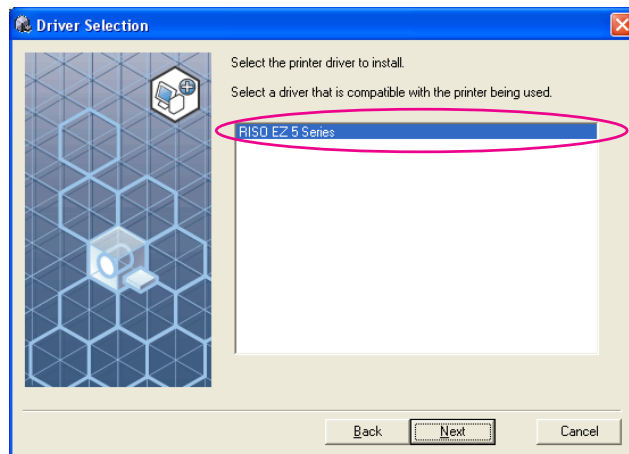 Driver Selection
Select the printer driver to install.
Select a driver that is compatible with the printer being used.
RISO EZ 5 Series
Back
Next
Cancel